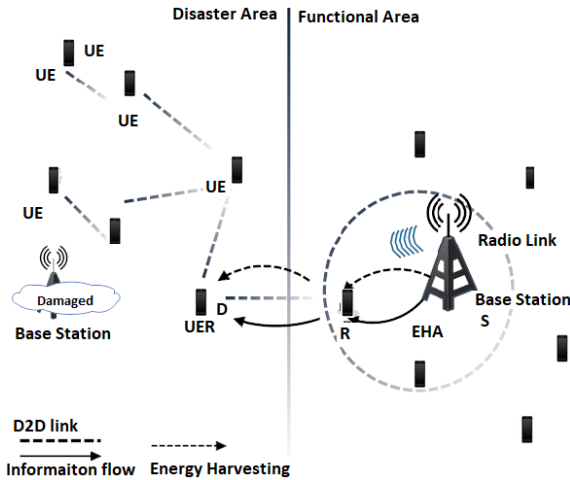 Disaster Area
Functional Area
UE
UE
UE
UE
UE
Radio Link
Damaged
Base Station
D
UER
R
EHA
Base Station
S
D2D link
Informaiton flow
Energy Harvesting